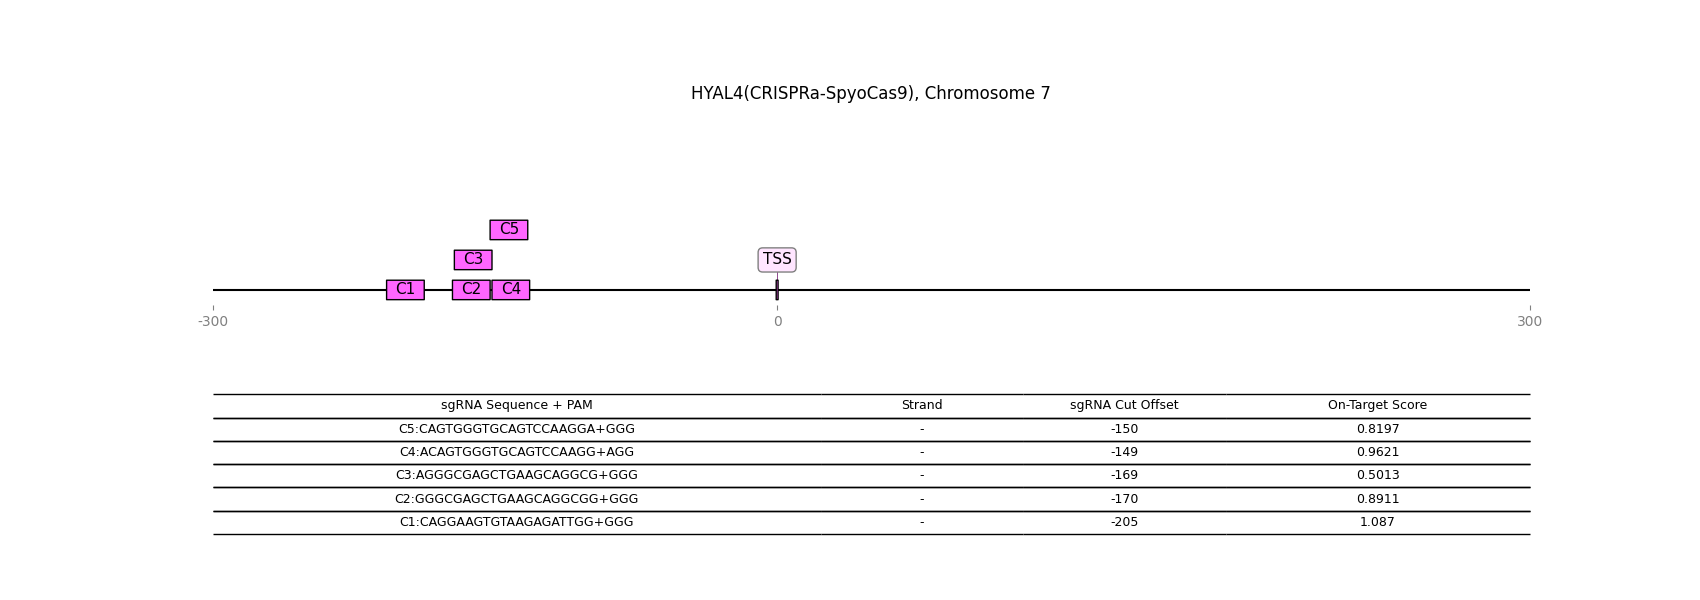 HYAL4(CRISPRa-SpyoCas9), Chromosome 7
C5
C3 TSS
C1 C2 C4
-300 0 300
sgRNA Sequence + PAM Strand sgRNA Cut Offset On-Target Score
C5:CAGTGGGTGCAGTCCAAGGA+GGG - -150 0.8197
C4:ACAGTGGGTGCAGTCCAAGG+AGG - -149 0.9621
C3:AGGGCGAGCTGAAGCAGGCG+GGG - -169 0.5013
C2:GGGCGAGCTGAAGCAGGCGG+GGG - -170 0.8911
C1:CAGGAAGTGTAAGAGATTGG+GGG - -205 1.087